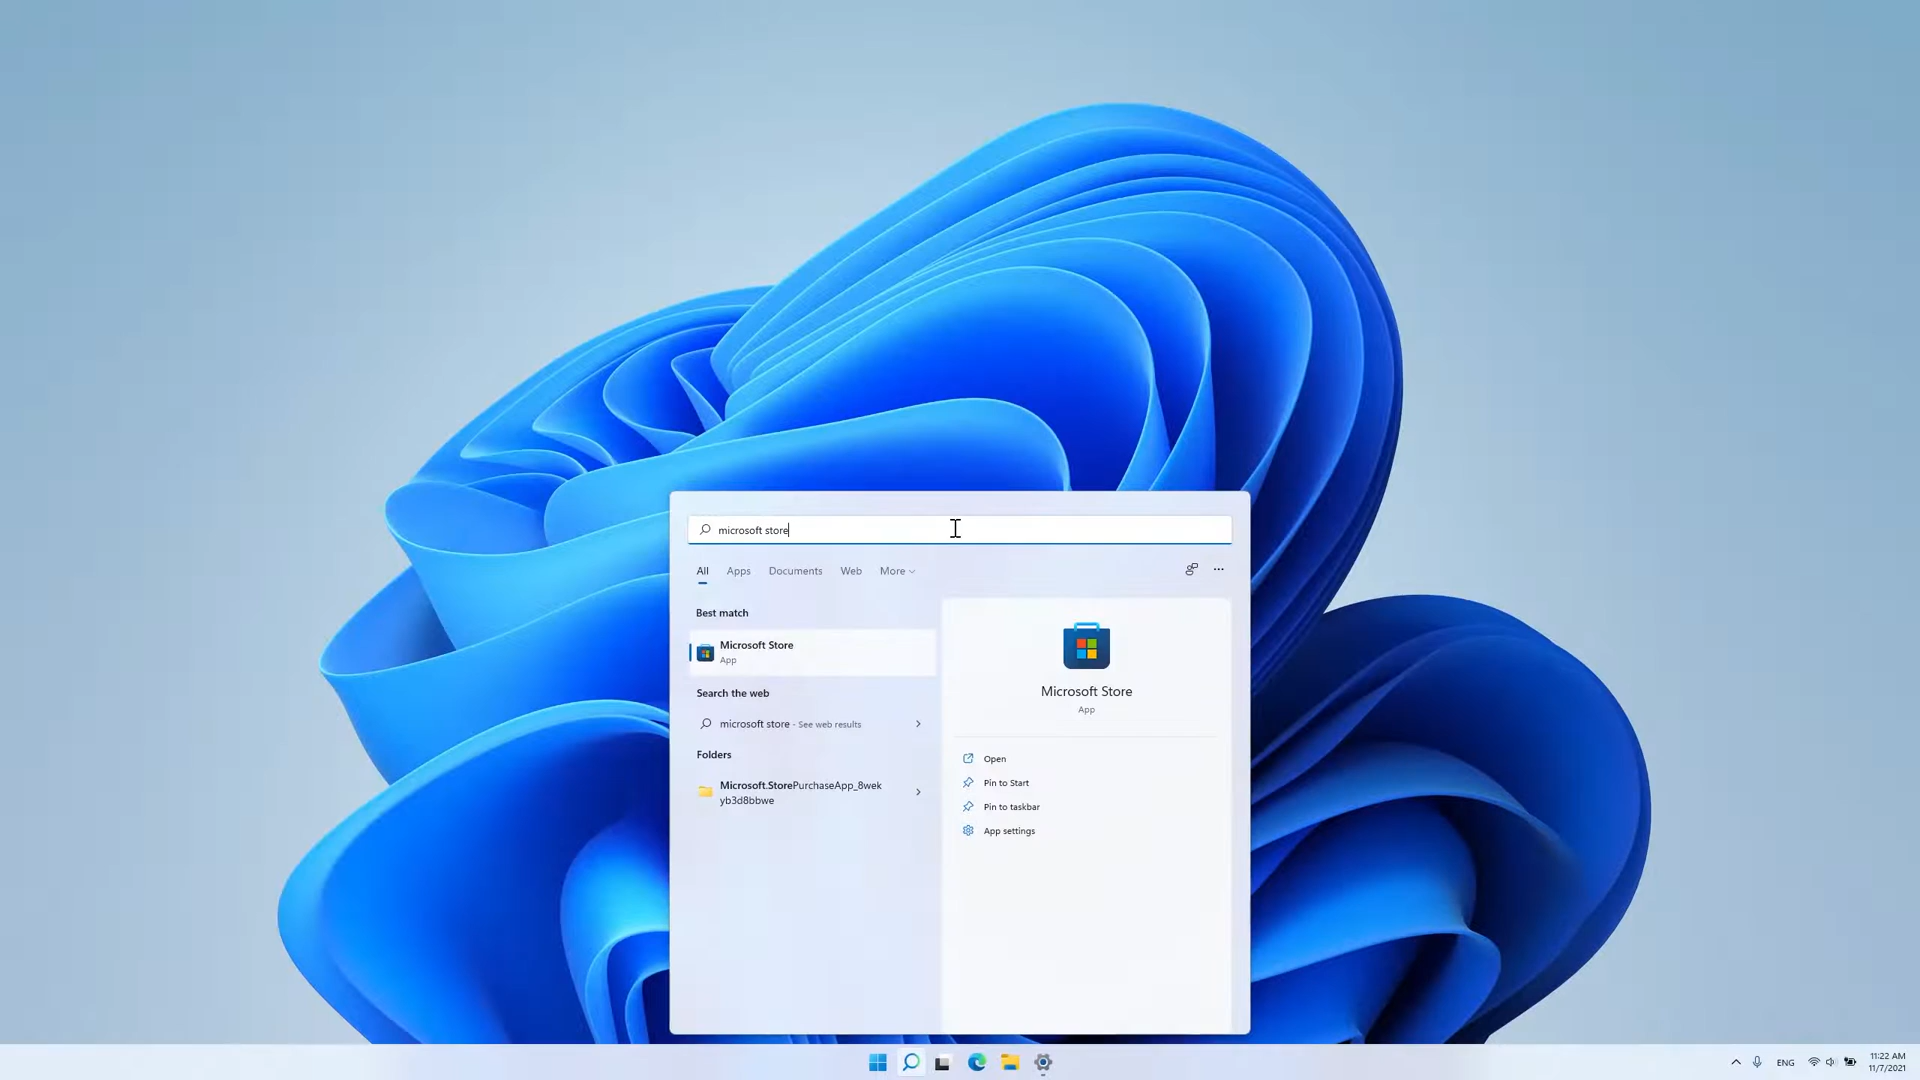 microsoft store
All Apps Documents Web More
Best match
Microsoft Store
App
Search the web
microsoft store - See web results
Folders
Microsoft.StorePurchaseApp_8wek
yb3d8bbwe
Microsoft Store
App
Open
Pin to Start
Pin to taskbar
App settings
ENG
11:22 AM
11/7/2021